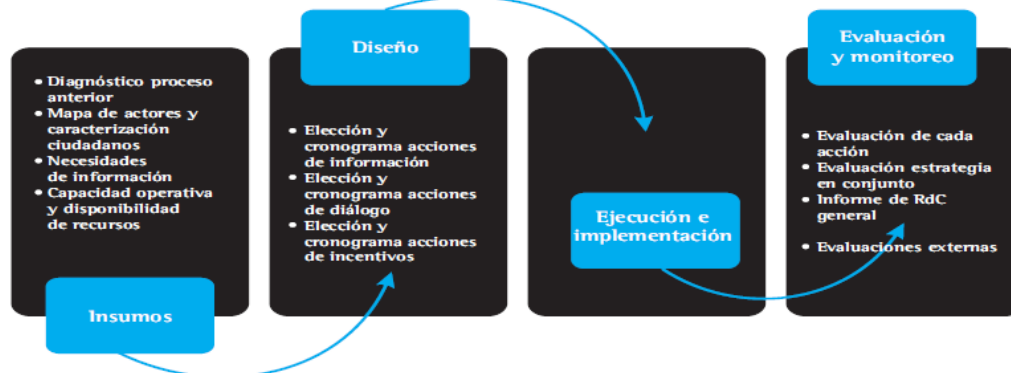 • Diagnóstico proceso
anterior
• Mapa de actores y
caracterización
ciudadanos
• Necesidades
de información
• Capacidad operativa
y disponibilidad
de recursos
Insumos
Diseño
• Elección y
cronograma acciones
de información
• Elección y
cronograma acciones
de diálogo
• Elección y
cronograma acciones
de incentivos
Ejecución e
implementación
Evaluación
y monitoreo
• Evaluación de cada
acción
• Evaluación estrategia
en conjunto
• Informe de RdC
general
• Evaluaciones externas